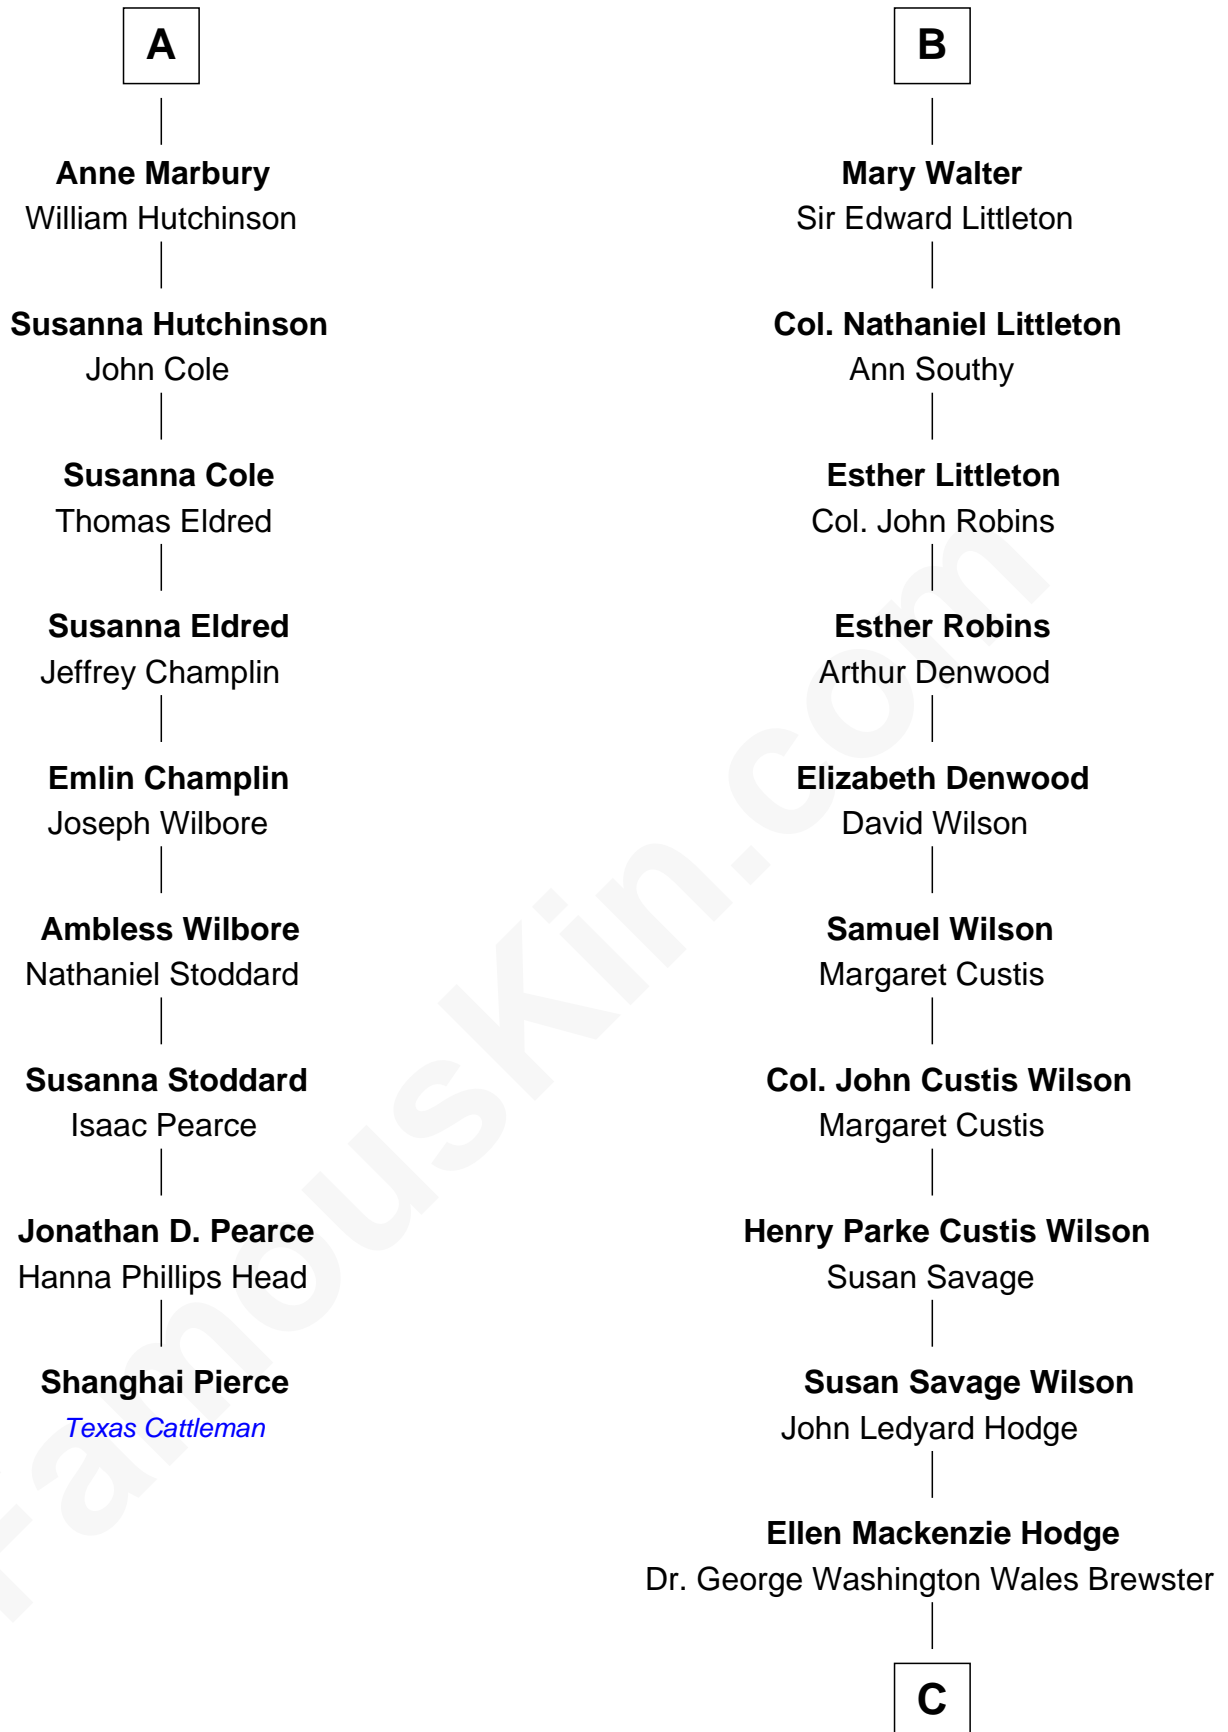 A
Anne Marbury
William Hutchinson
Susanna Hutchinson
John Cole
Susanna Cole
Thomas Eldred
Susanna Eldred
Jeffrey Champlin
Emlin Champlin
Joseph Wilbore
Ambless Wilbore
Nathaniel Stoddard
Susanna Stoddard
Isaac Pearce
Jonathan D. Pearce
Hanna Phillips Head
Shanghai Pierce
Texas Cattleman
B
Mary Walter
Sir Edward Littleton
Col. Nathaniel Littleton
Ann Southy
Esther Littleton
Col. John Robins
Esther Robins
Arthur Denwood
Elizabeth Denwood
David Wilson
Samuel Wilson
Margaret Custis
Col. John Custis Wilson
Margaret Custis
Henry Parke Custis Wilson
Susan Savage
Susan Savage Wilson
John Ledyard Hodge
Ellen Mackenzie Hodge
Dr. George Washington Wales Brewster
C
FamousKin.com